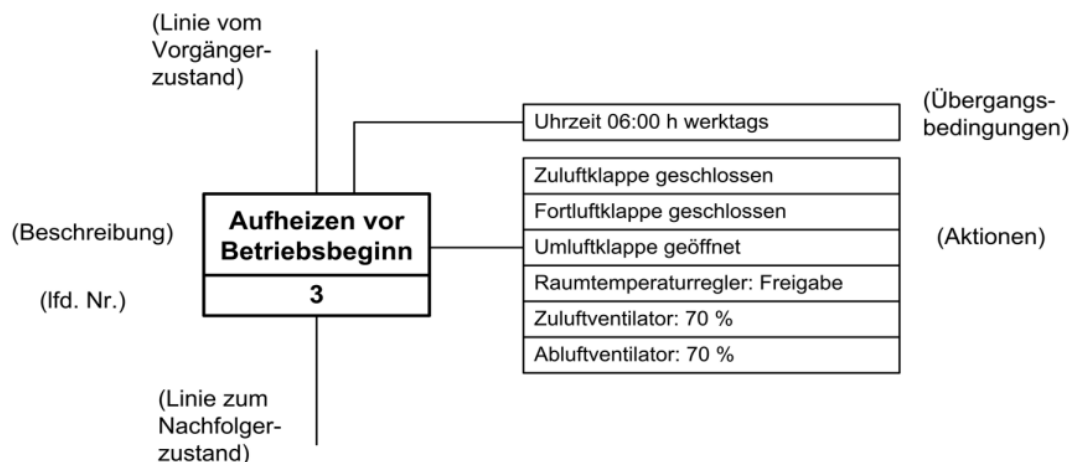 (Linie vom
Vorgänger-
zustand)
Uhrzeit 06:00 h werktags
(Übergangs-
bedingungen)
Zuluftklappe geschlossen
Fortluftklappe geschlossen
Umluftklappe geöffnet
Raumtemperaturregler: Freigabe
Zuluftventilator: 70 %
Abluftventilator: 70 %
(Aktionen)
(Beschreibung)
Aufheizen vor
Betriebsbeginn
(lfd. Nr.)
3
(Linie zum
Nachfolger-
zustand)